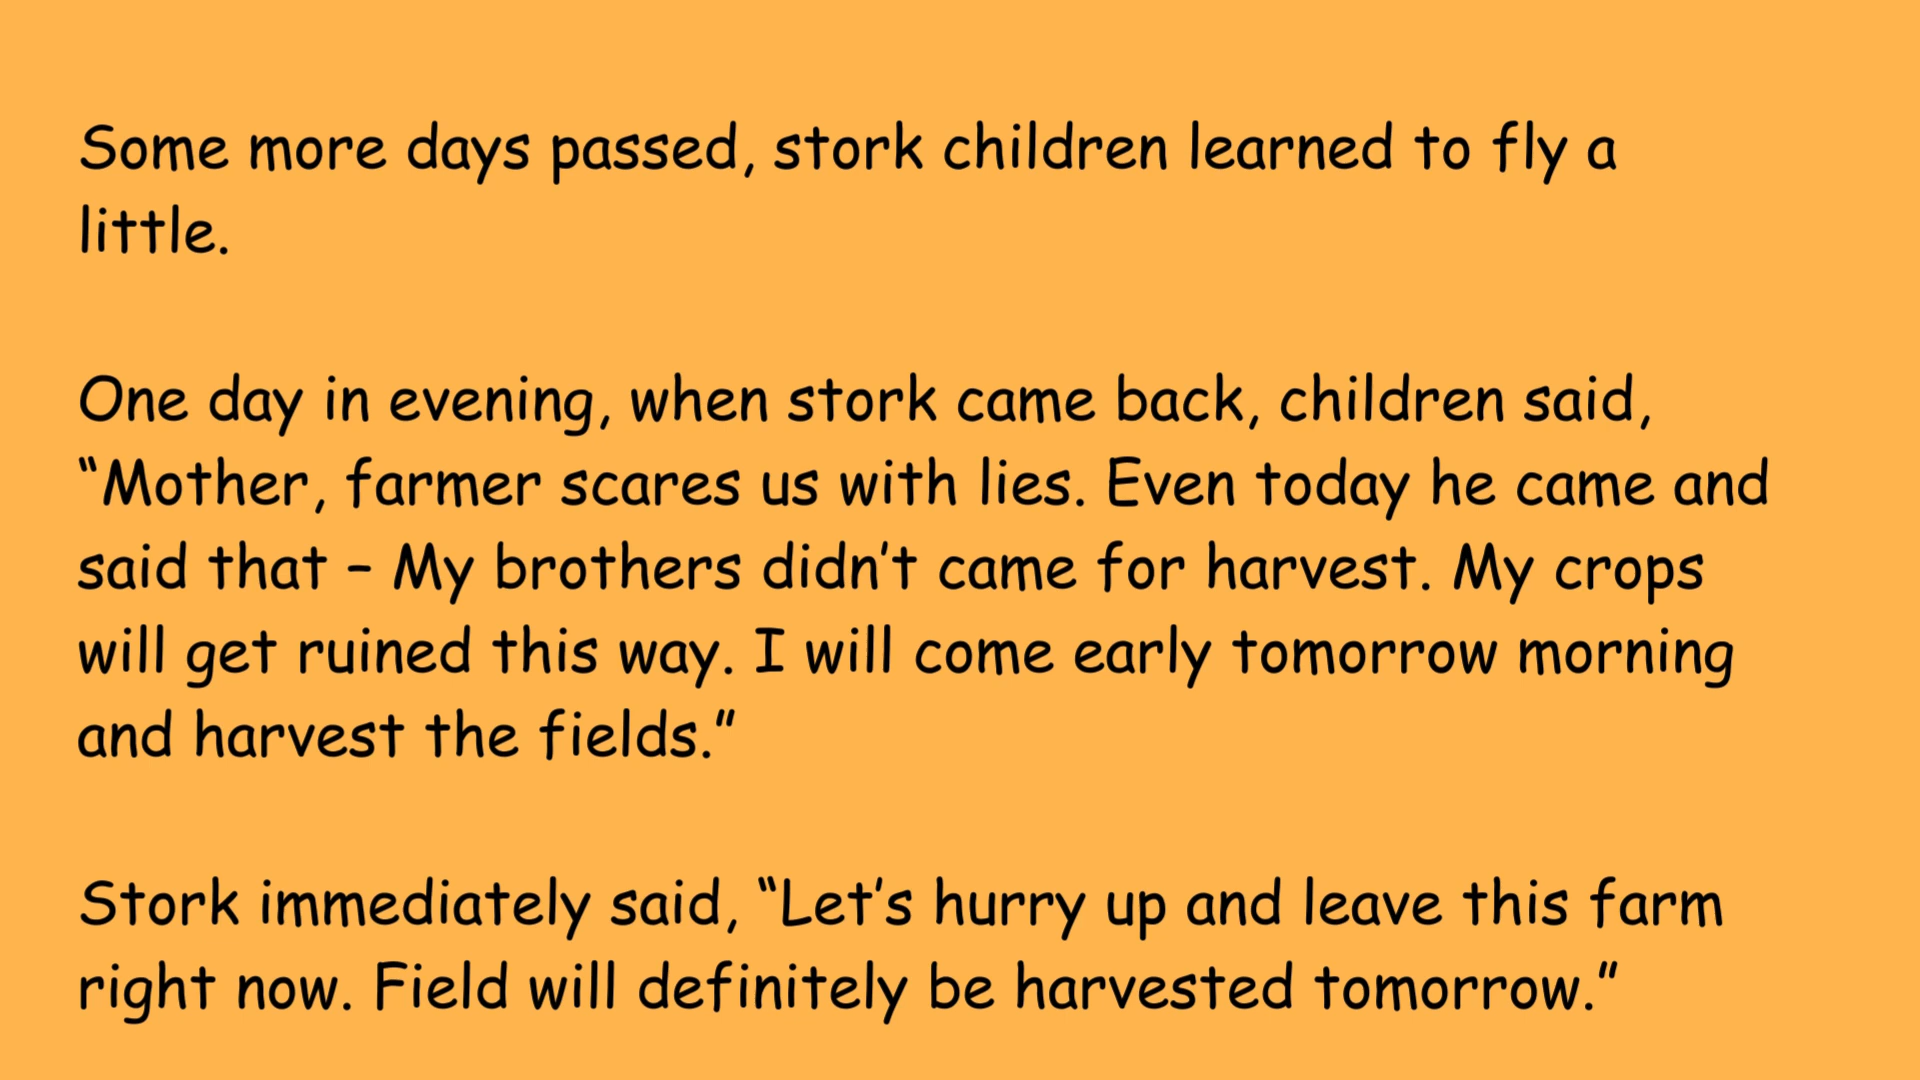 Some more days passed, stork children learned to fly a
little.
One day in evening, when stork came back, children said,
“Mother, farmer scares us with lies. Even today he came and
said that – My brothers didn’t came for harvest. My crops
will get ruined this way. I will come early tomorrow morning
and harvest the fields.”
Stork immediately said, “Let’s hurry up and leave this farm
right now. Field will definitely be harvested tomorrow.”